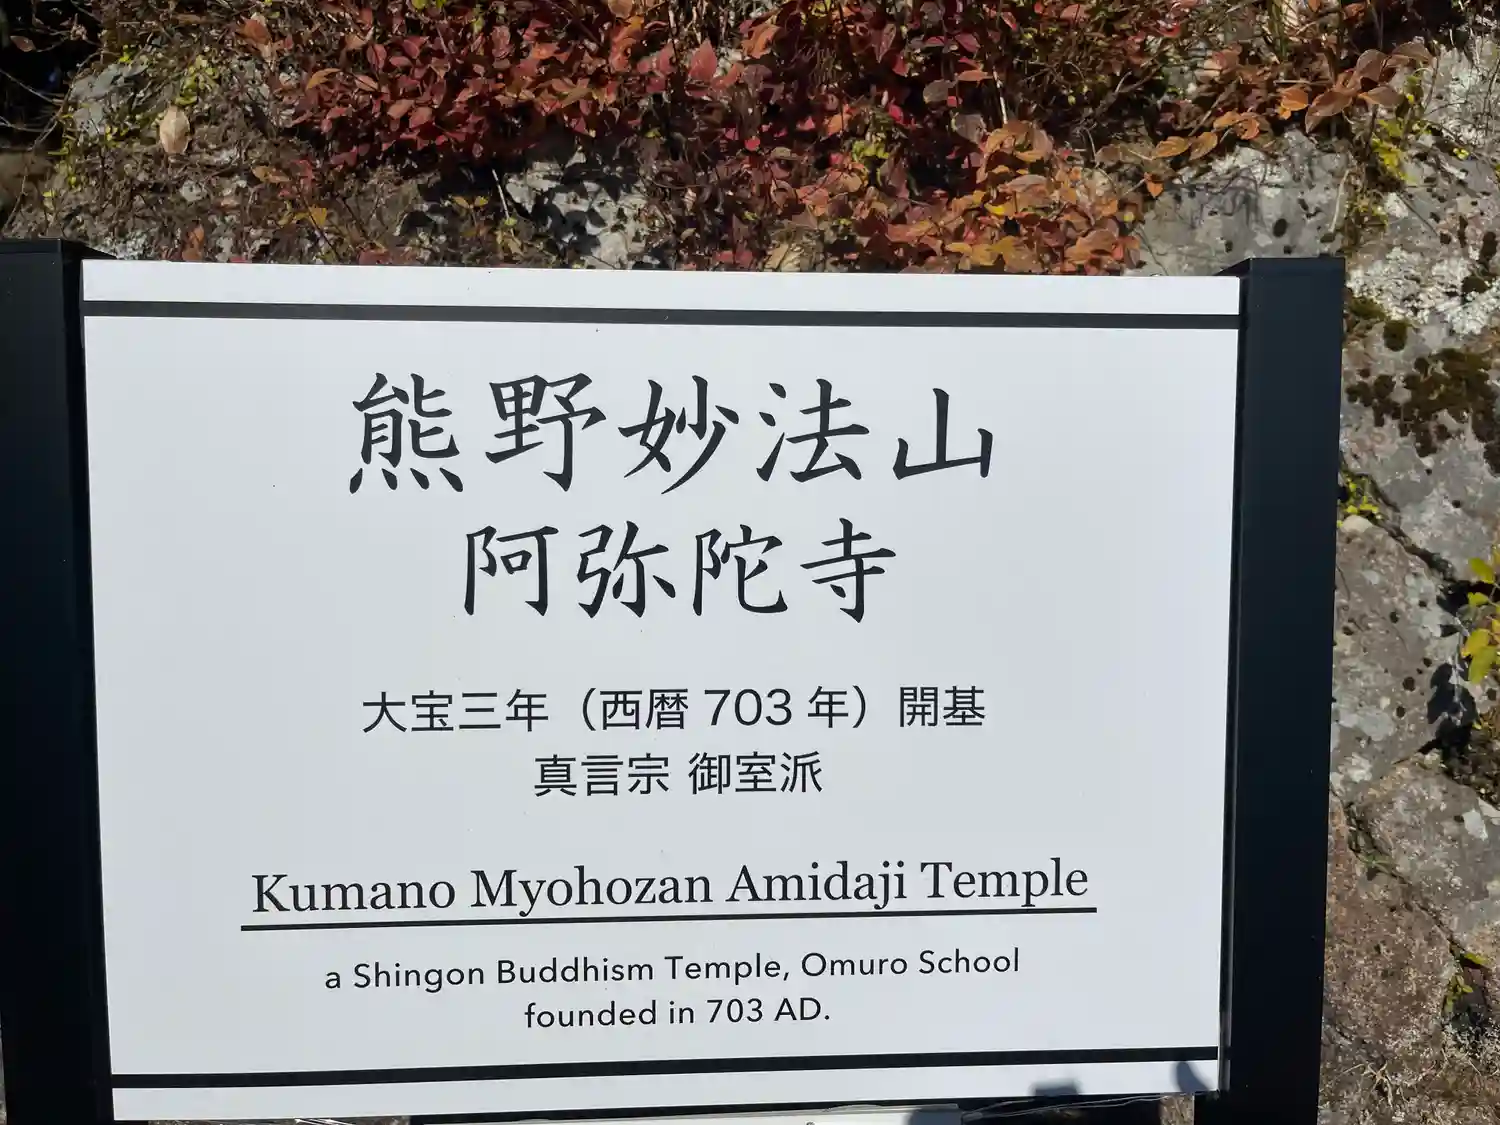 熊野妙法山
阿弥陀寺
大宝三年（西暦 703 年）開基
真言宗 御室派
Kumano Myohozan Amidaji Temple
a Shingon Buddhism Temple, Omuro School
founded in 703 AD.